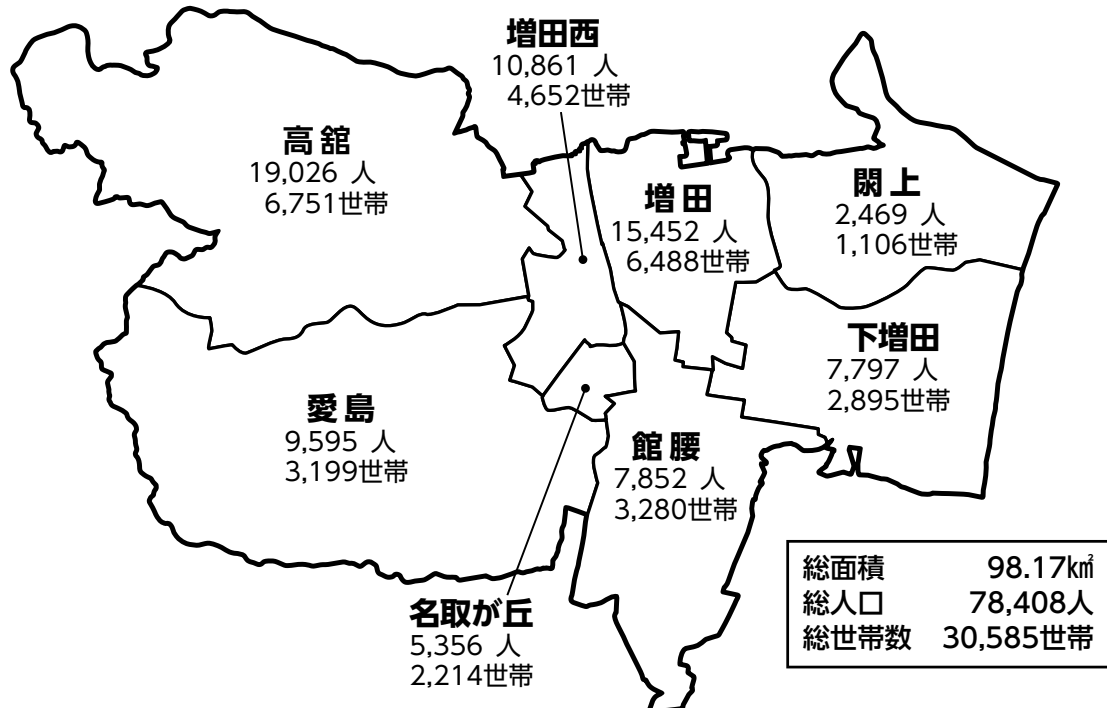 増田西
10,861 人
4,652世帯
高舘
19,026 人
6,751世帯
増田
15,452 人
6,488世帯
閖上
2,469 人
1,106世帯
下増田
7,797 人
2,895世帯
愛島
9,595 人
3,199世帯
館腰
7,852 人
3,280世帯
名取が丘
5,356 人
2,214世帯
総面積 98.17㎢
総人口 78,408人
総世帯数 30,585世帯